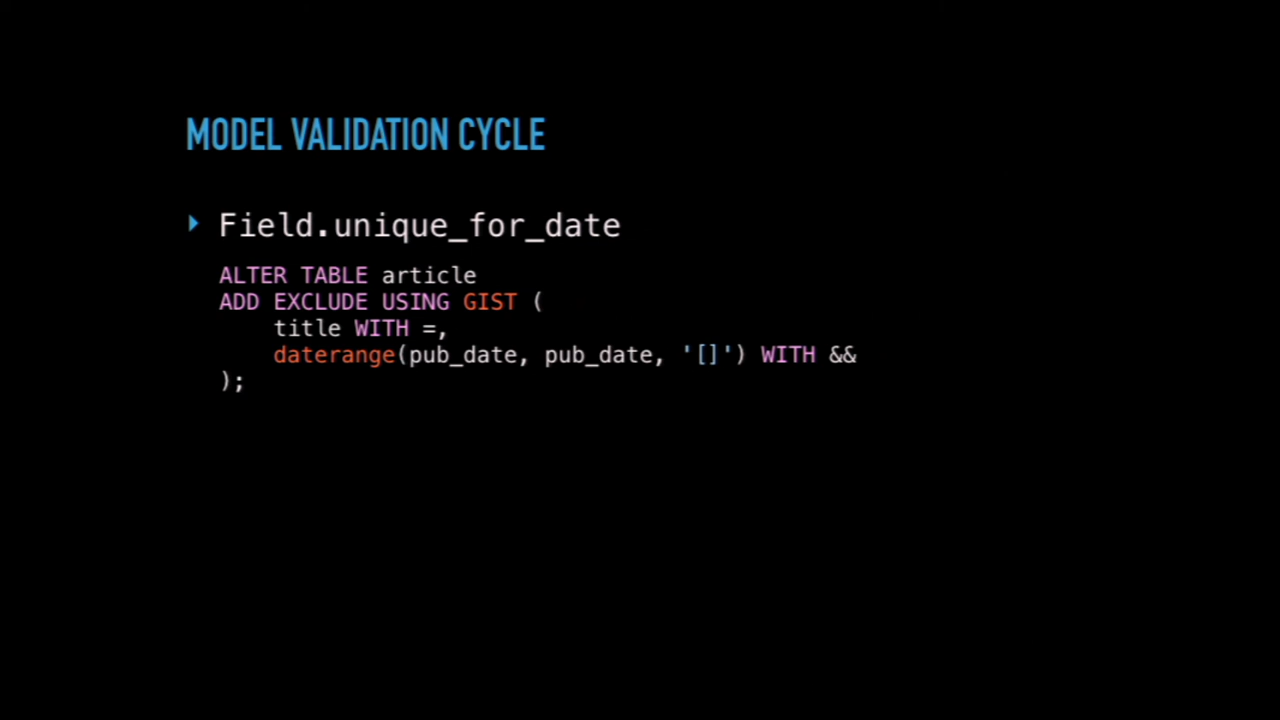 MODEL VALIDATION CYCLE
Field.unique_for_date
ALTER TABLE article
ADD EXCLUDE USING GIST (
    title WITH =,
    daterange(pub_date, pub_date, '[]') WITH &&
);